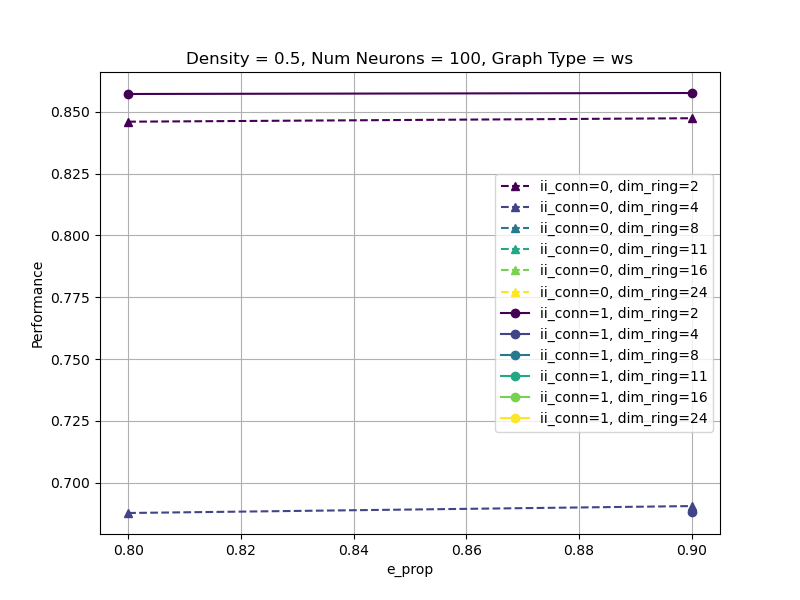 Density = 0.5, Num Neurons = 100, Graph Type = ws
Performance
0.850
0.825
0.800
0.775
0.750
0.725
0.700
ii_conn=0, dim_ring=2
ii_conn=0, dim_ring=4
ii_conn=0, dim_ring=8
ii_conn=0, dim_ring=11
ii_conn=0, dim_ring=16
ii_conn=0, dim_ring=24
ii_conn=1, dim_ring=2
ii_conn=1, dim_ring=4
ii_conn=1, dim_ring=8
ii_conn=1, dim_ring=11
ii_conn=1, dim_ring=16
ii_conn=1, dim_ring=24
0.80 0.82 0.84 0.86 0.88 0.90
e_prop